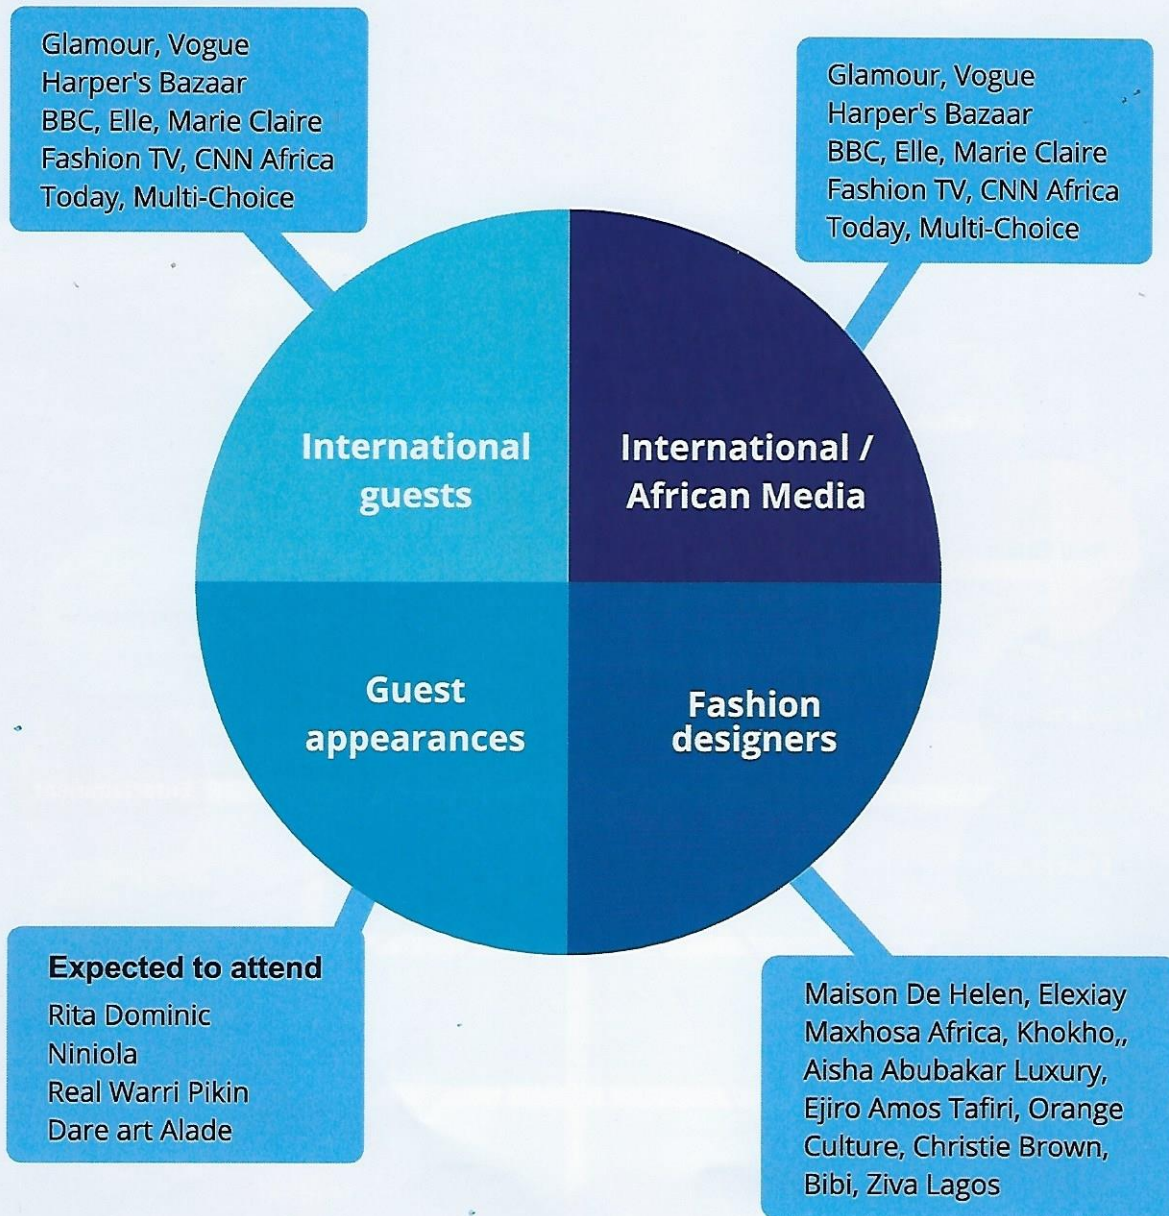 Glamour, Vogue
Harper's Bazaar
BBC, Elle, Marie Claire
Fashion TV, CNN Africa
Today, Multi-Choice
Glamour, Vogue
Harper's Bazaar
BBC, Elle, Marie Claire
Fashion TV, CNN Africa
Today, Multi-Choice
International
guests
International /
African Media
Guest
appearances
Fashion
designers
Expected to attend
Rita Dominic
Niniola
Real Warri Pikin
Dare art Alade
Maison De Helen, Elexiay
Maxhosa Africa, Khokho,,
Aisha Abubakar Luxury,
Ejiro Amos Tafiri, Orange
Culture, Christie Brown,
Bibi, Ziva Lagos